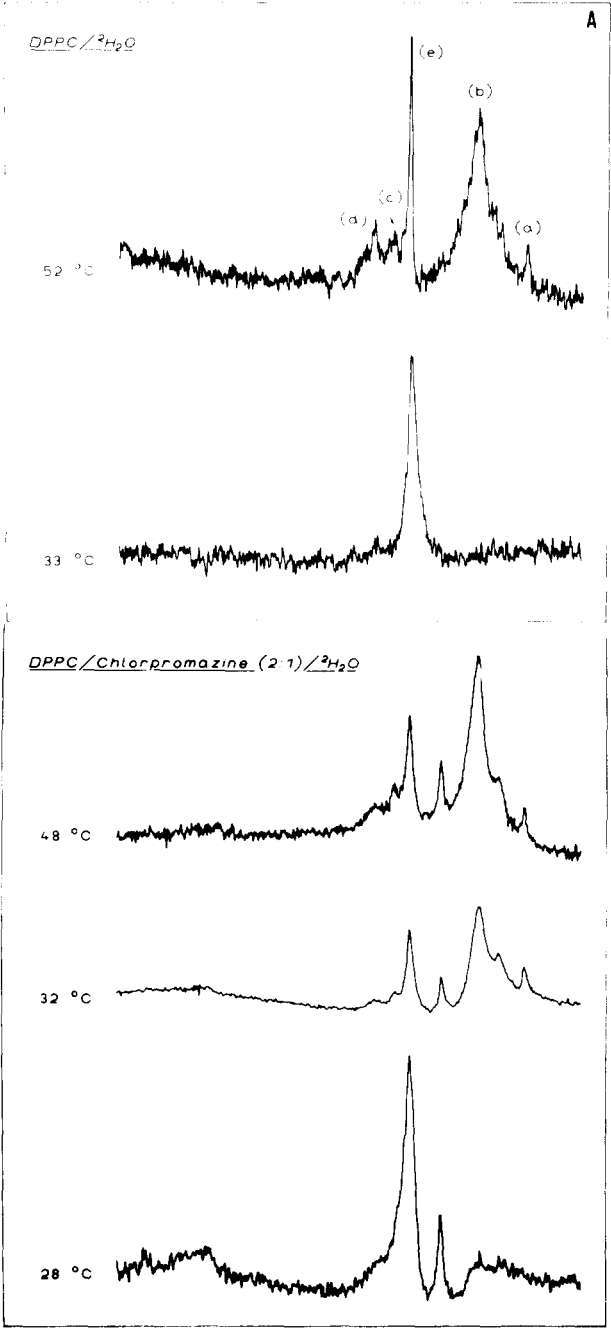 A
DPPC/²H₂O
(e)
(b)
(c)
(d)
(a)
52 °C
33 °C
DPPC/Chlorpromazine (2:1)/²H₂O
48 °C
32 °C
28 °C